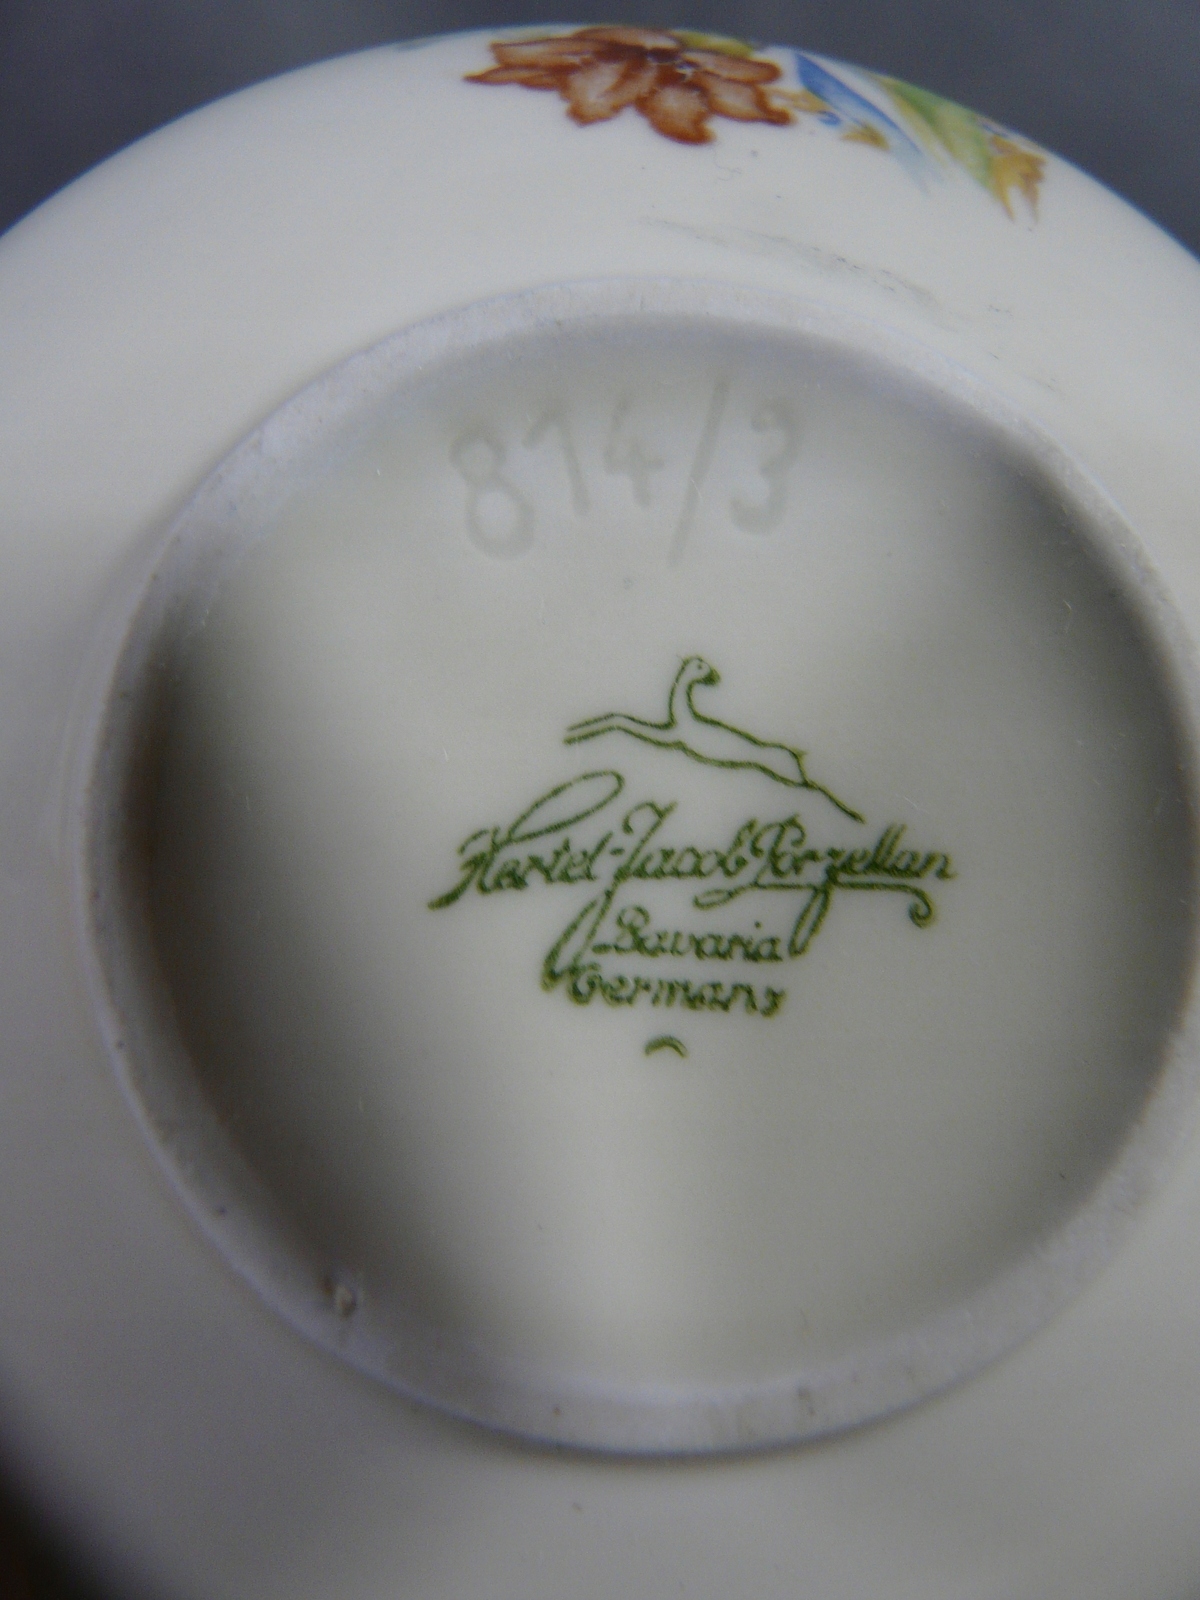 814/3
Hertel-Jacob Porzellan
Bavaria
Germany